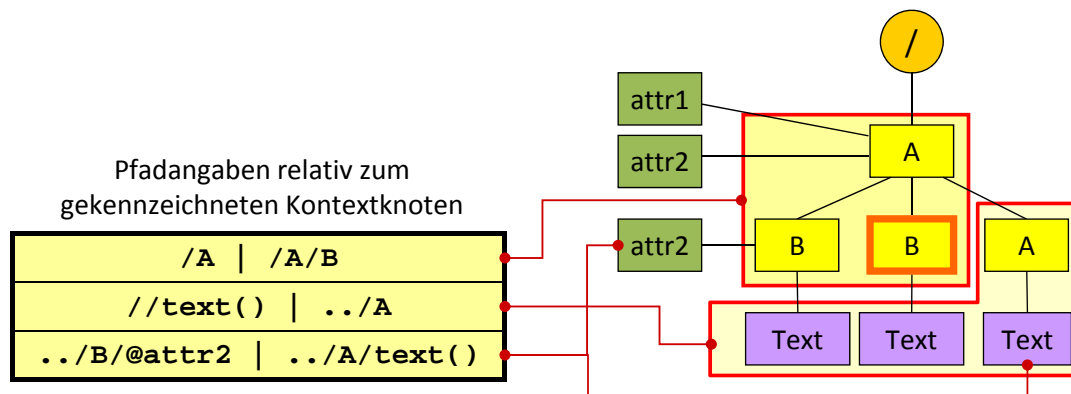 /
attr1
A
attr2
Pfadangaben relativ zum
gekennzeichneten Kontextknoten
attr2
B
B
A
/A | /A/B
//text() | ../A
../B/@attr2 | ../A/text()
Text
Text
Text